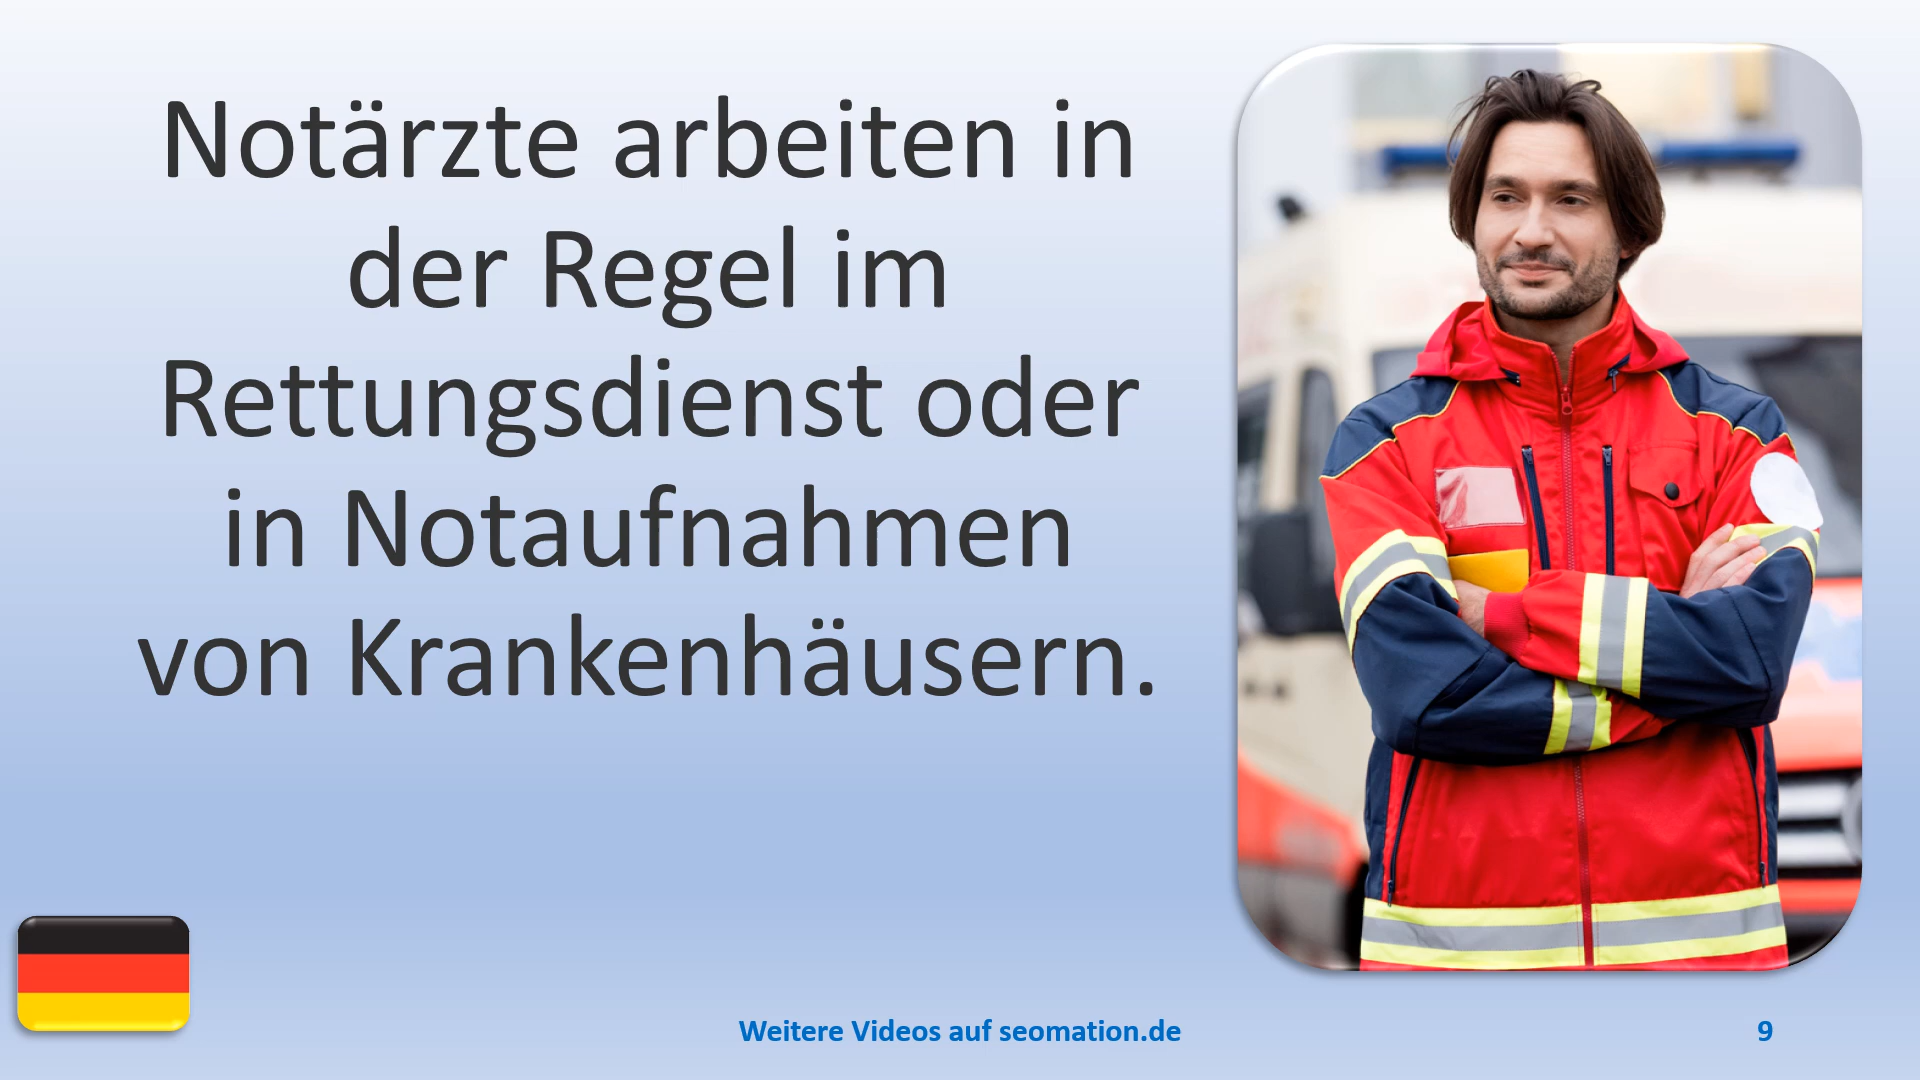 Notärzte arbeiten in
der Regel im
Rettungsdienst oder
in Notaufnahmen
von Krankenhäusern.
Weitere Videos auf seomation.de
9